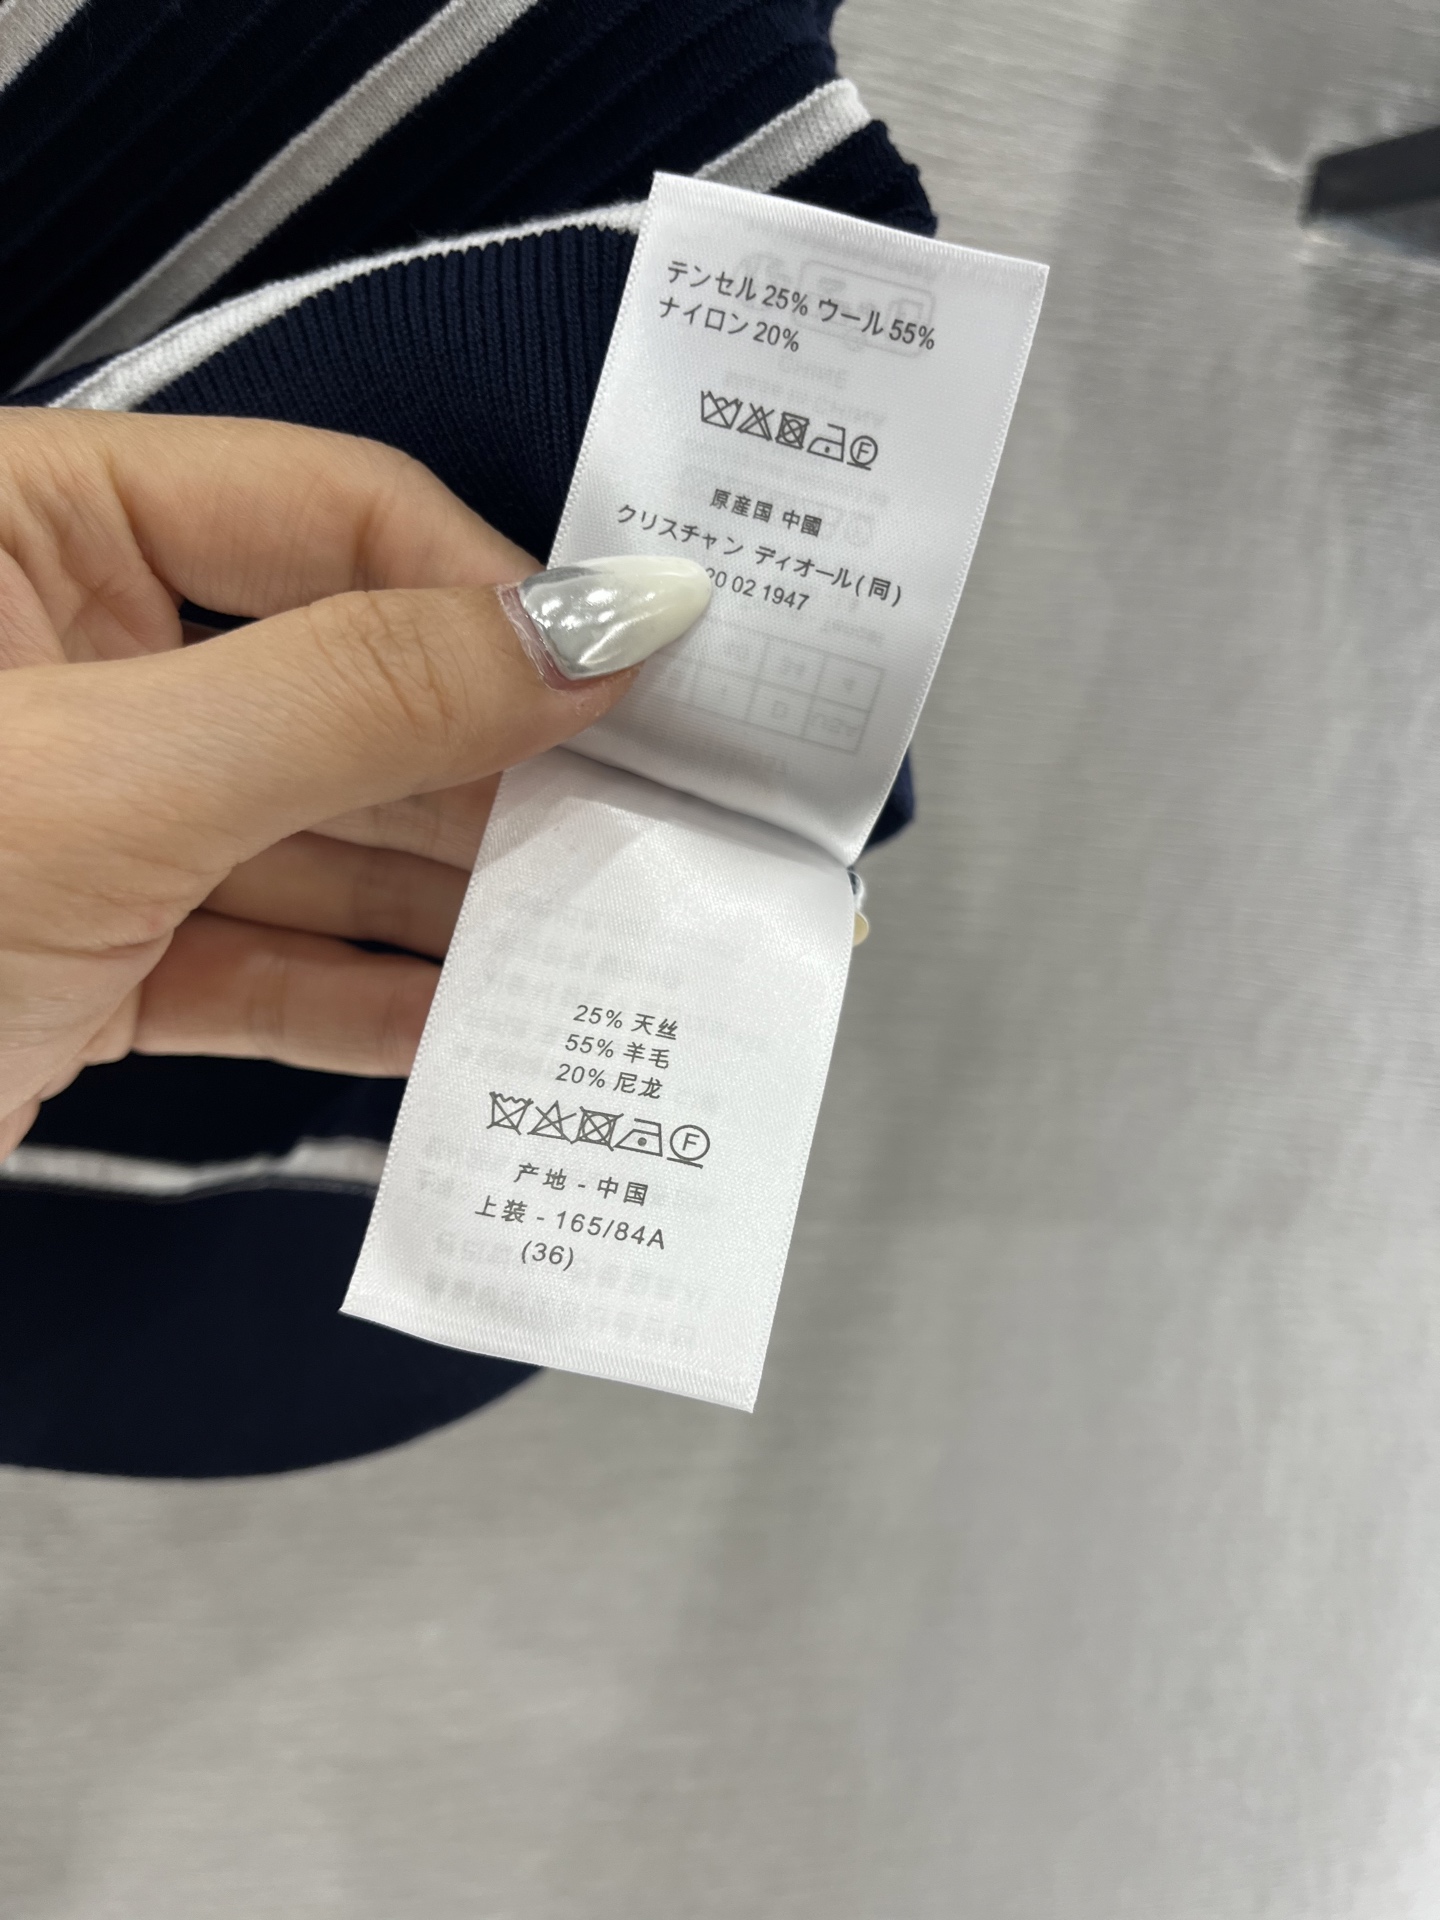 テンセル 25% ウール 55%
ナイロン 20%
F
原産国 中國
クリスチャン ディオール(同)
20 02 1947
25% 天丝
55% 羊毛
20% 尼龙
F
产地 - 中国
上装 - 165/84A
(36)